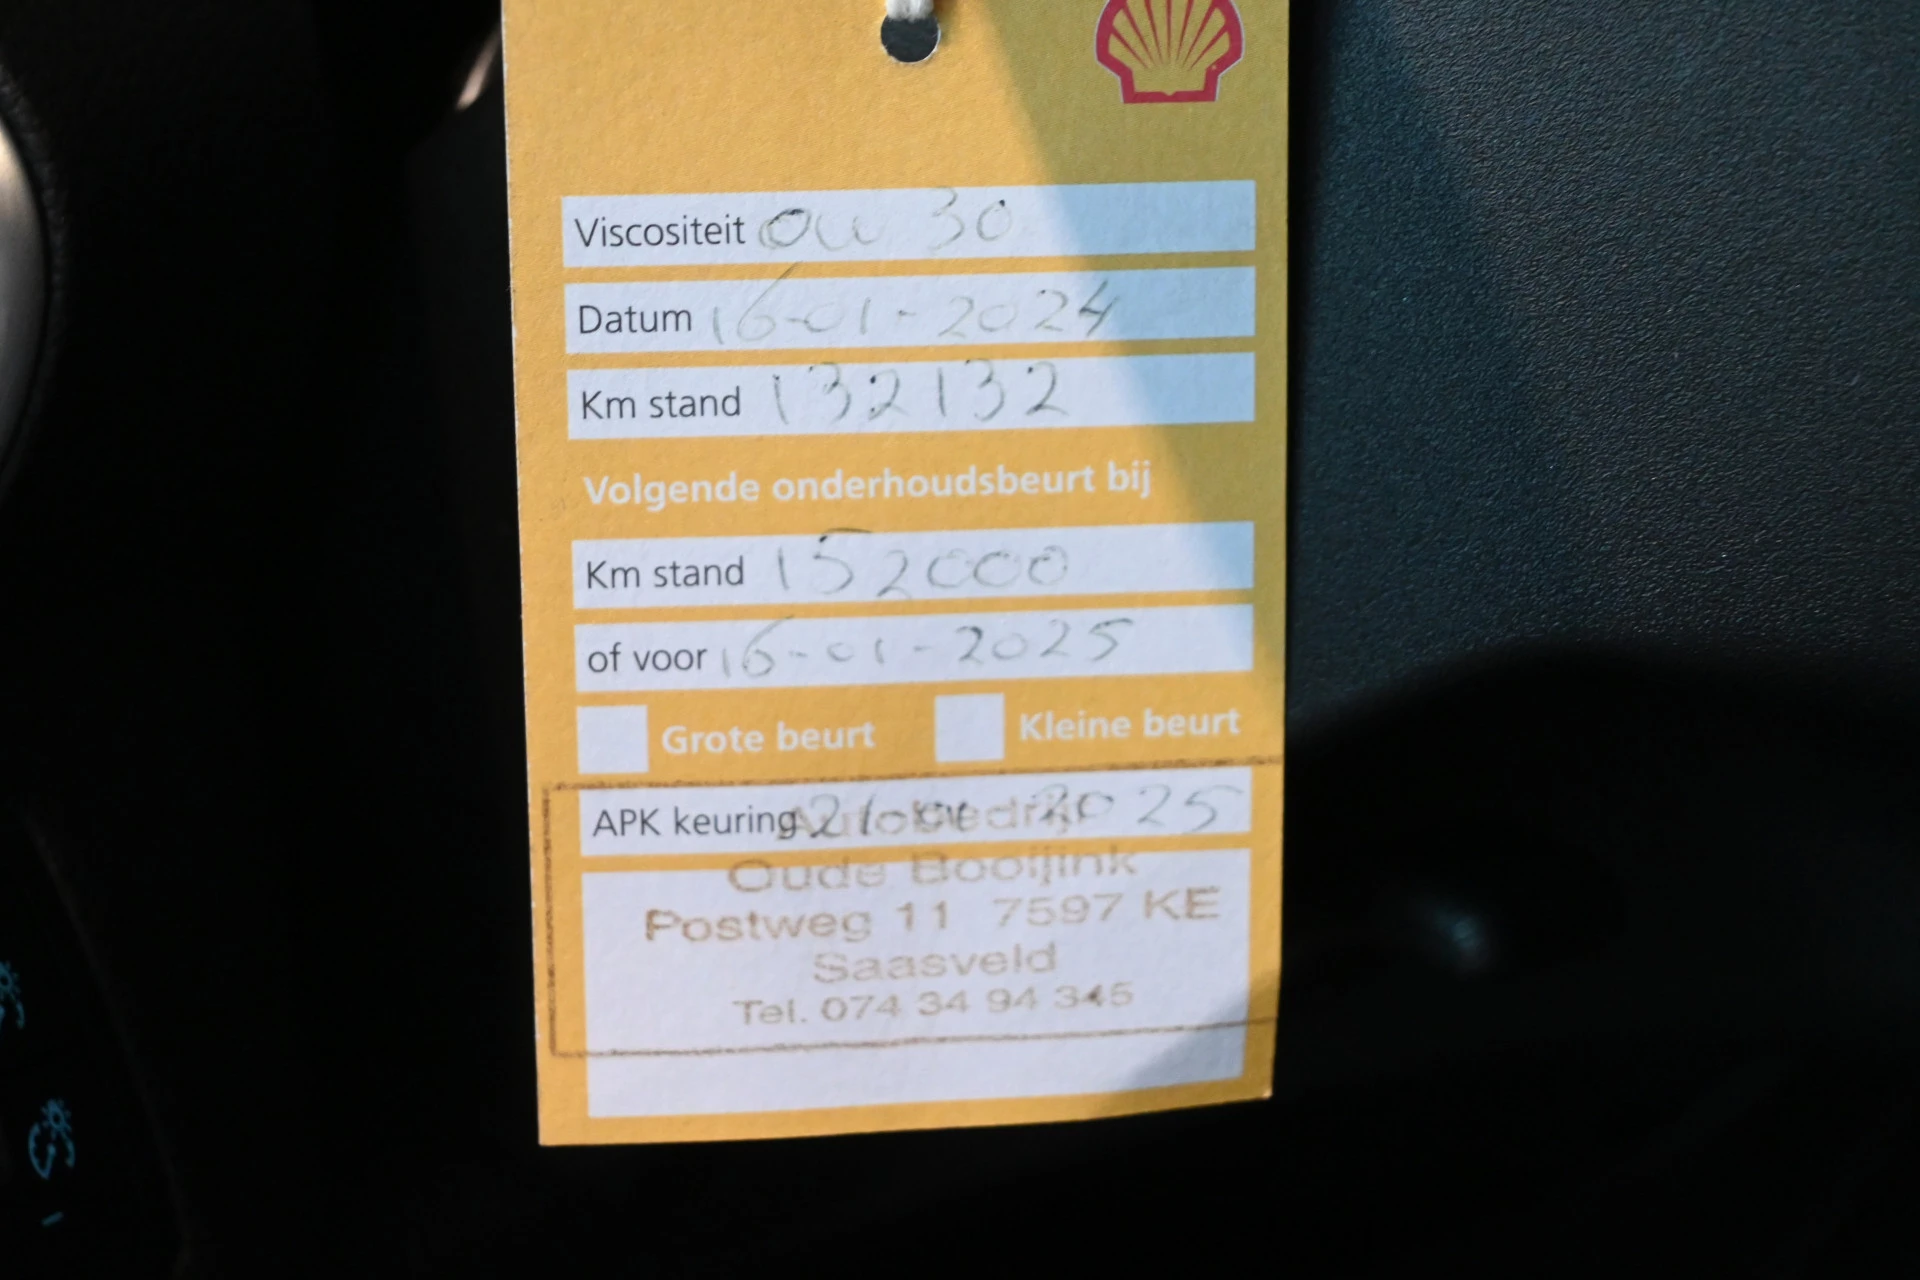 Viscositeit 0W 30
Datum 16-01-2024
Km stand 132132
Volgende onderhoudsbeurt bij
Km stand 152000
of voor 16-01-2025
Grote beurt Kleine beurt
APK keuring 21-01 2025
Autobedrijf
Oude Booijink
Postweg 11 7597 KE
Saasveld
Tel. 074 34 94 345